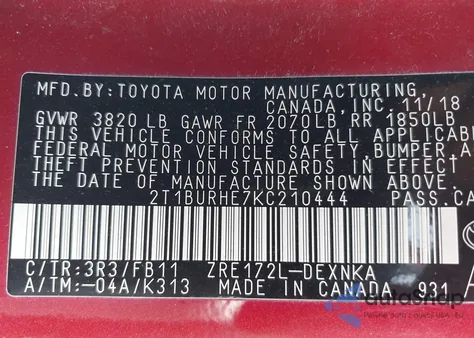 MFD. BY: TOYOTA MOTOR MANUFACTURING,
CANADA, INC. 11/18
GVWR 3820 LB GAWR FR 2070LB RR 1850LB
THIS VEHICLE CONFORMS TO ALL APPLICABL
FEDERAL MOTOR VEHICLE SAFETY, BUMPER, A
THEFT PREVENTION STANDARDS IN EFFECT
THE DATE OF MANUFACTURE SHOWN ABOVE.
2T1BURHE7KC210444 PASS.CA
C/TR:3R3/FB11 ZRE172L-DEXNKA
A/TM:-04A/K313 MADE IN CANADA 931 A
AutoShop